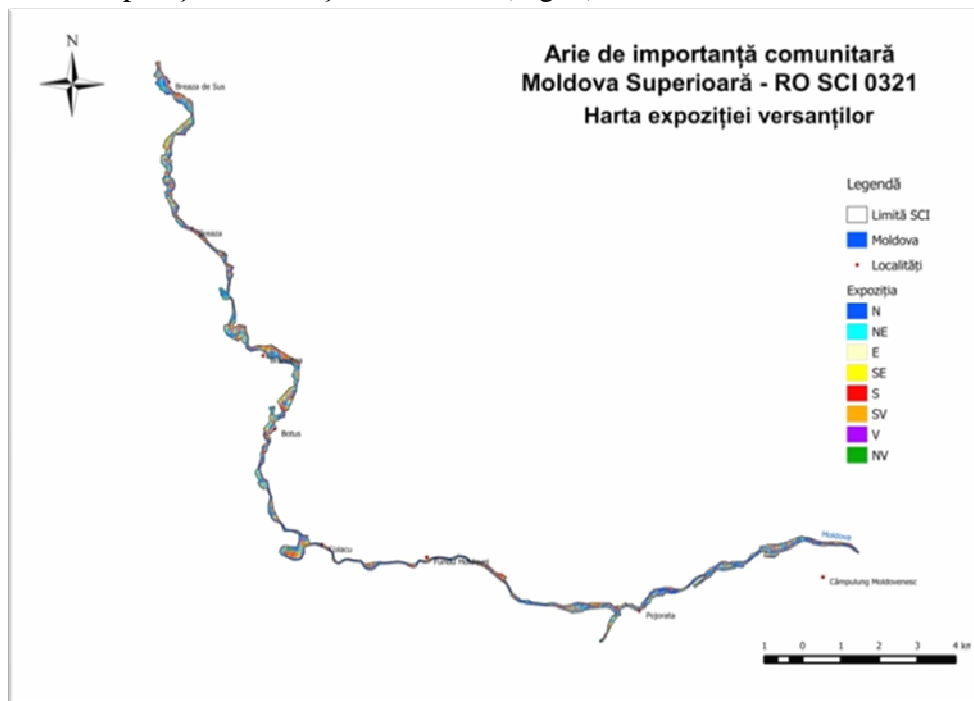 N
Arie de importanță comunitară
Moldova Superioară - RO SCI 0321
Harta expoziției versanților
Breaza de Sus
Breaza
Botus
Fundu Moldovei
Pojorata
Moldova
Câmpulung Moldovenesc
Legendă
Limită SCI
Moldova
Localități
Expoziția
N
NE
E
SE
S
SV
V
NV
1 0 1 2 3 4 km